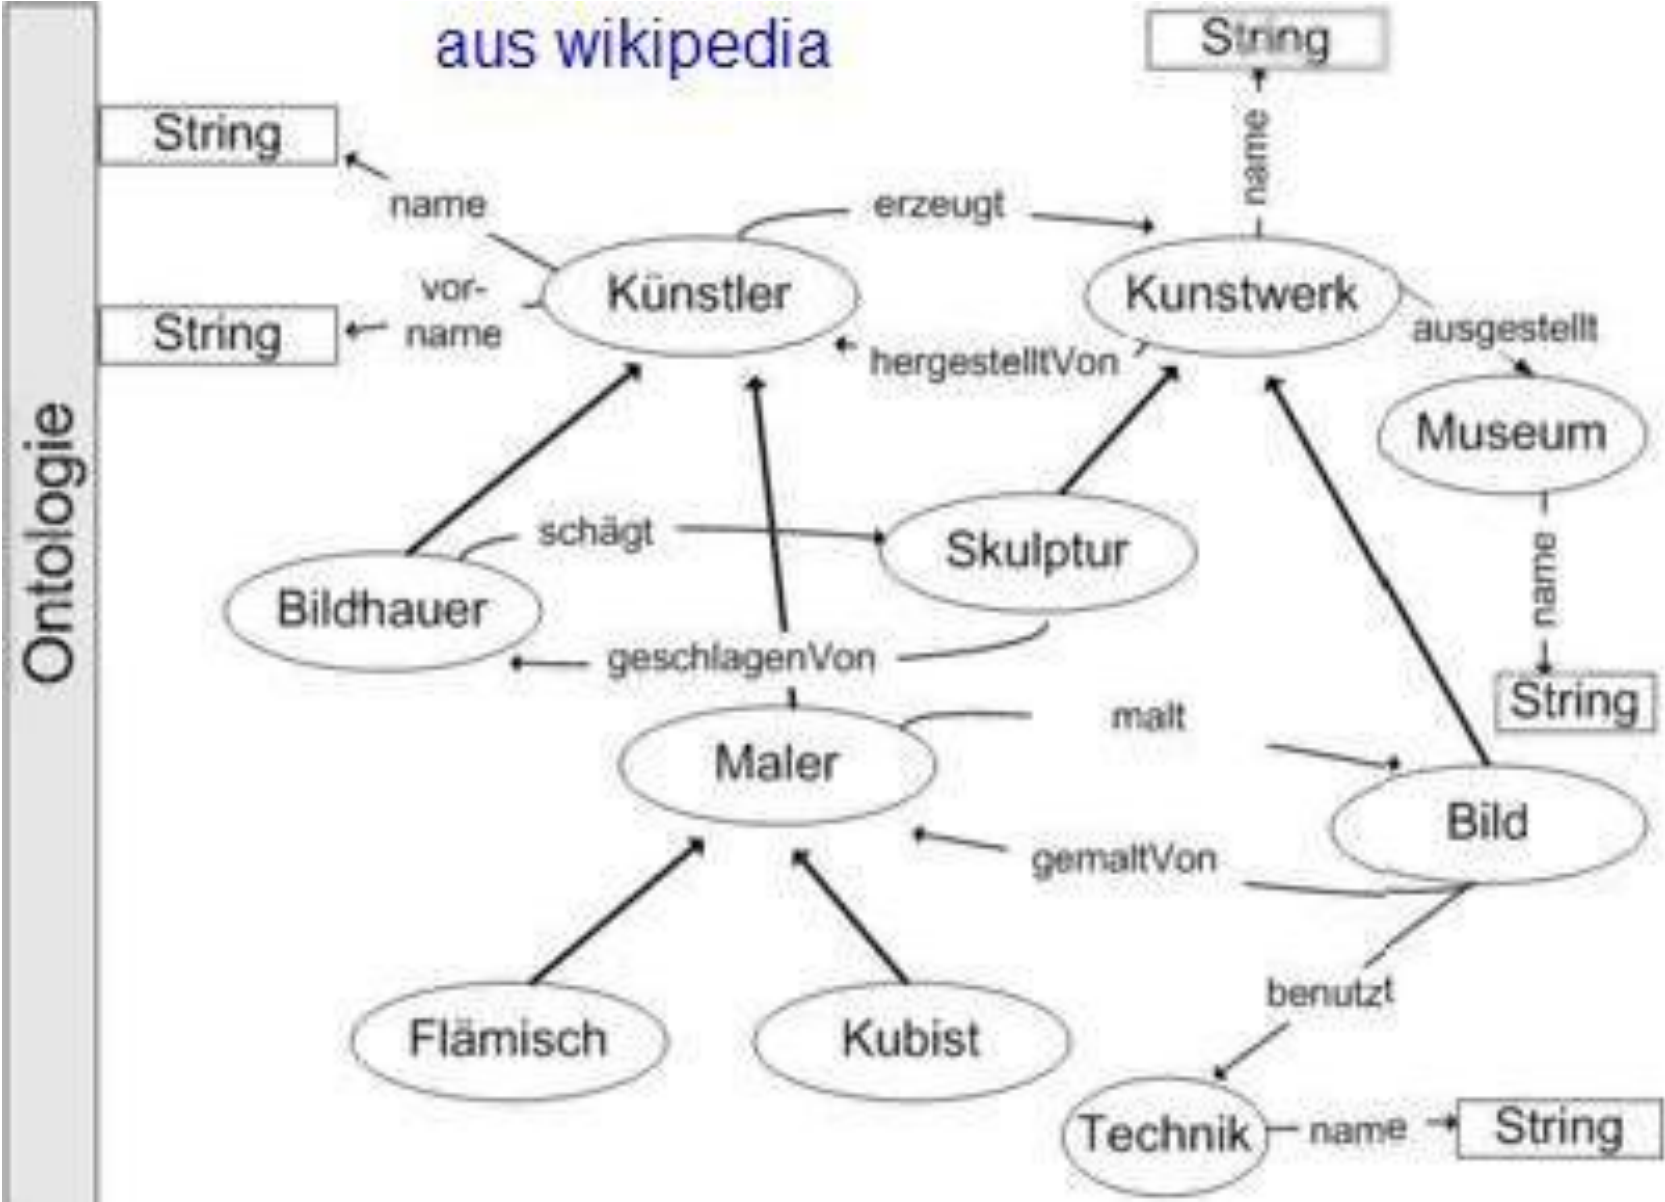 Ontologie
aus wikipedia
String
String
name
name
erzeugt
Künstler
Kunstwerk
vor-
name
String
hergestelltVon
ausgestellt
Museum
schägt
Skulptur
Bildhauer
name
geschlagenVon
String
malt
Maler
Bild
gemaltVon
benutzt
Flämisch
Kubist
Technik
name
String